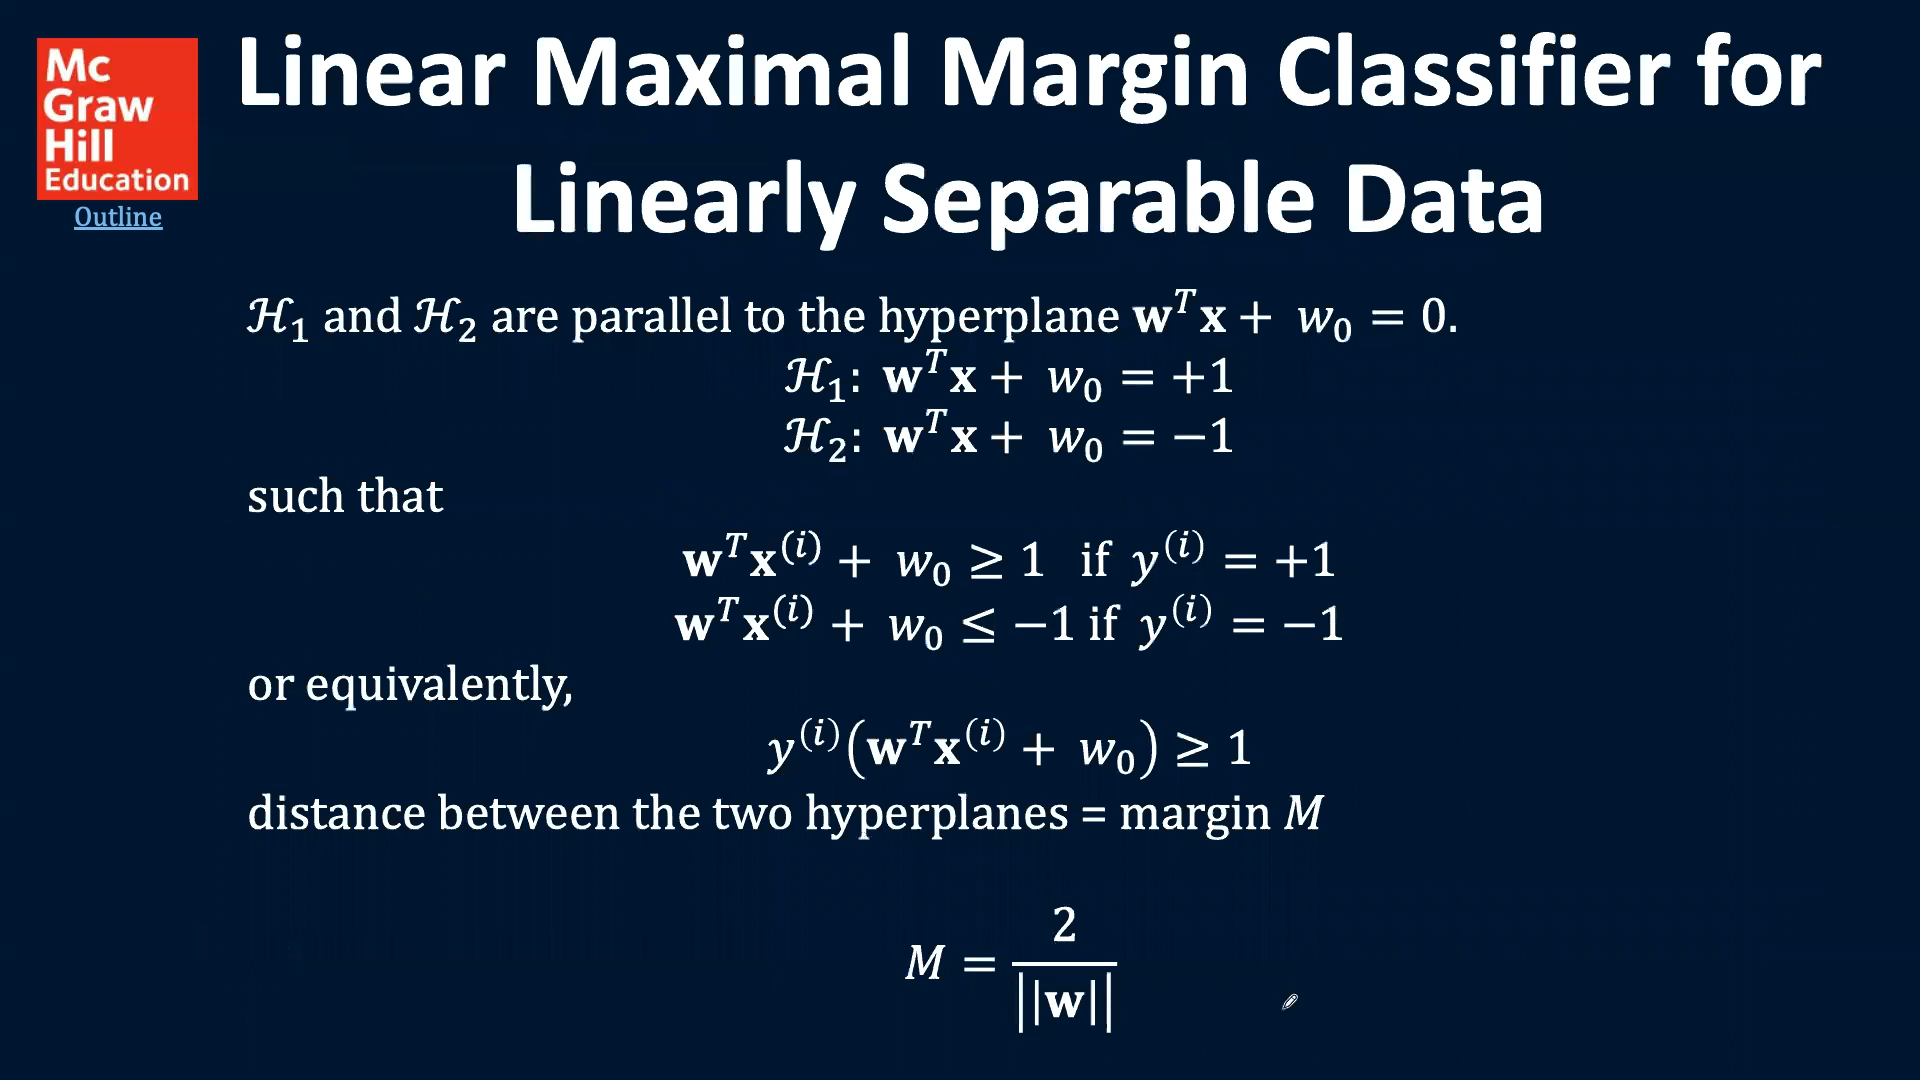 Mc
Graw
Hill
Education
Outline
Linear Maximal Margin Classifier for
Linearly Separable Data
ℋ₁ and ℋ₂ are parallel to the hyperplane 𝐰ᵀ𝐱 + w₀ = 0.
ℋ₁: 𝐰ᵀ𝐱 + w₀ = +1
ℋ₂: 𝐰ᵀ𝐱 + w₀ = −1
such that
𝐰ᵀ𝐱⁽ⁱ⁾ + w₀ ≥ 1 if y⁽ⁱ⁾ = +1
𝐰ᵀ𝐱⁽ⁱ⁾ + w₀ ≤ −1 if y⁽ⁱ⁾ = −1
or equivalently,
y⁽ⁱ⁾(𝐰ᵀ𝐱⁽ⁱ⁾ + w₀) ≥ 1
distance between the two hyperplanes = margin M
M = 2 / ||𝐰||